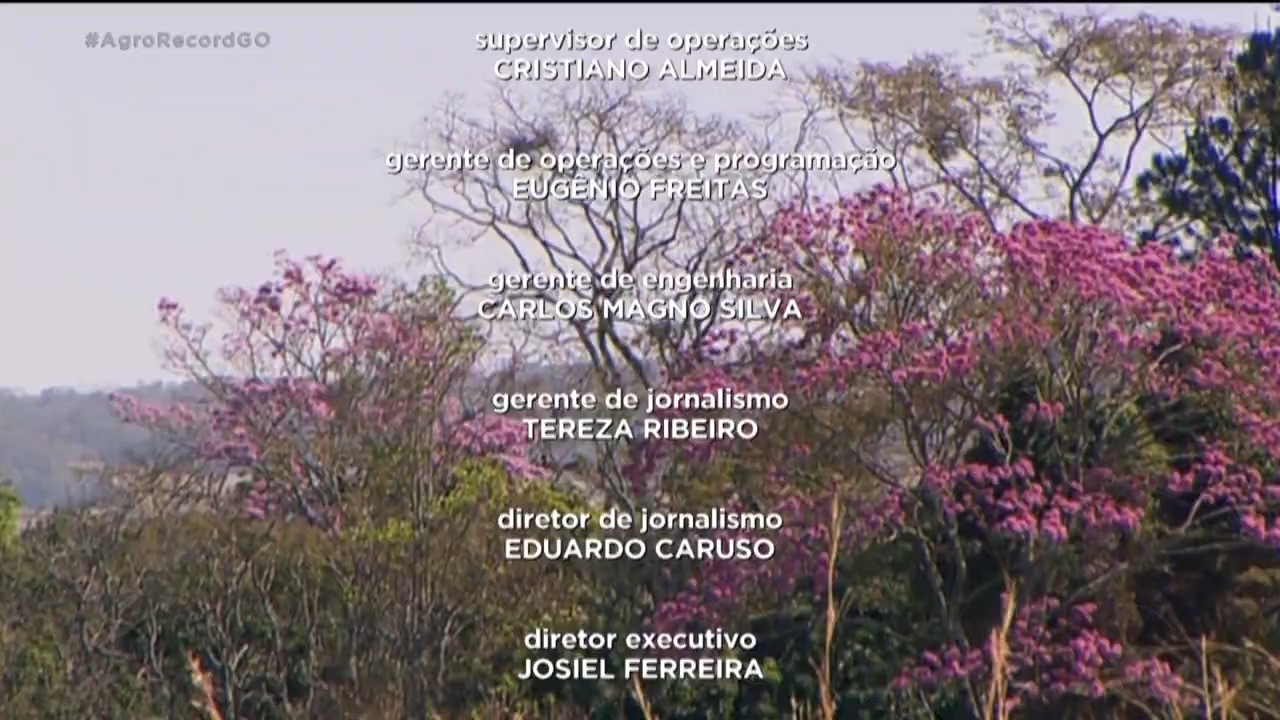 #AgroRecordGO
supervisor de operações
CRISTIANO ALMEIDA
gerente de operações e programação
EUGÊNIO FREITAS
gerente de engenharia
CARLOS MAGNO SILVA
gerente de jornalismo
TEREZA RIBEIRO
diretor de jornalismo
EDUARDO CARUSO
diretor executivo
JOSIEL FERREIRA